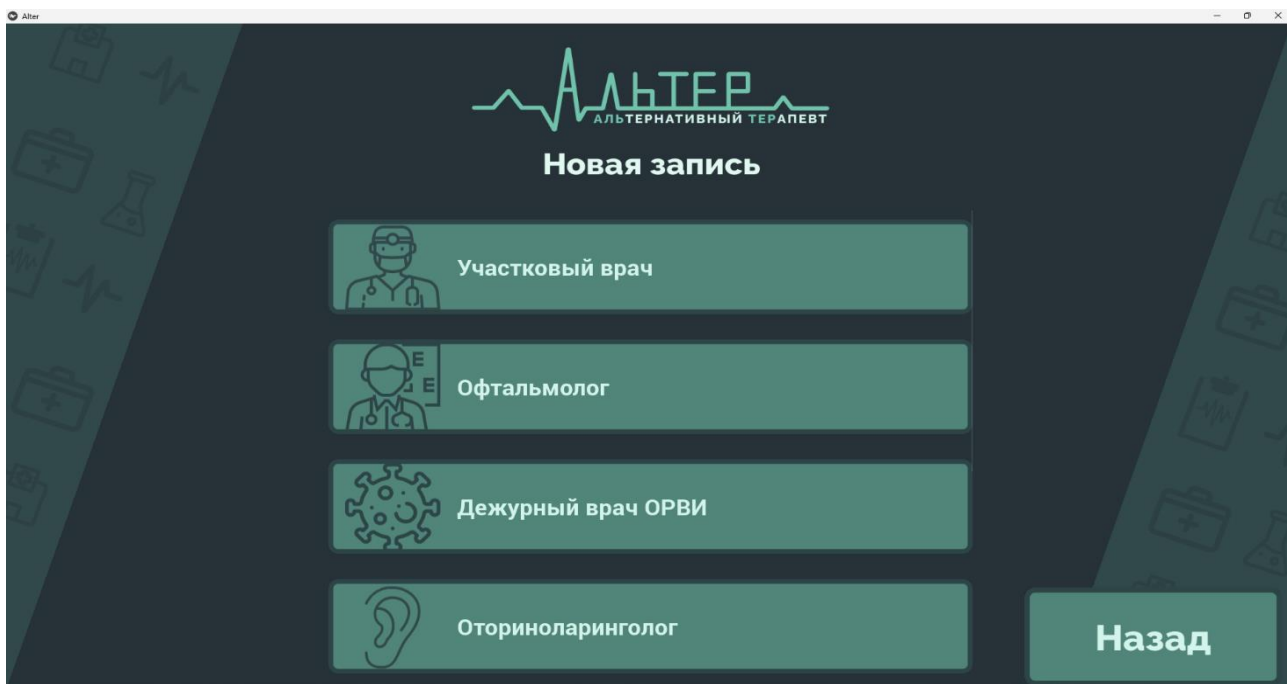 Alter
АЛЬТЕР
АЛЬТЕРНАТИВНЫЙ ТЕРАПЕВТ
Новая запись
Участковый врач
E
E
Офтальмолог
Дежурный врач ОРВИ
Оториноларинголог
Назад